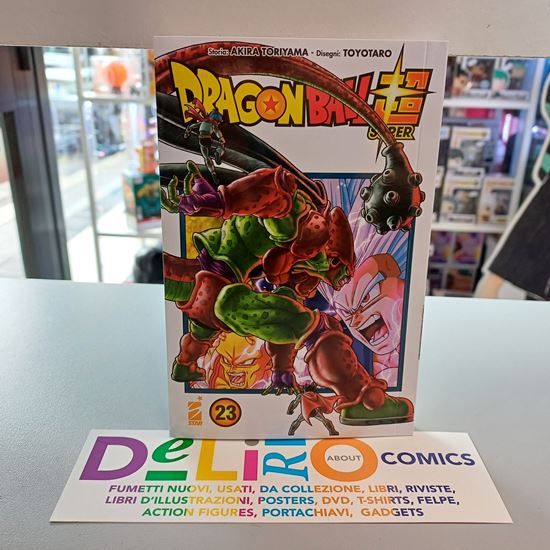 Storia: AKIRA TORIYAMA - Disegni: TOYOTARO
DRAGON BALL 超
SUPER
STAR
23
DeLiRiO ABOUT COMICS
FUMETTI NUOVI, USATI, DA COLLEZIONE, LIBRI, RIVISTE,
LIBRI D'ILLUSTRAZIONI, POSTERS, DVD, T-SHIRTS, FELPE,
ACTION FIGURES, PORTACHIAVI, GADGETS